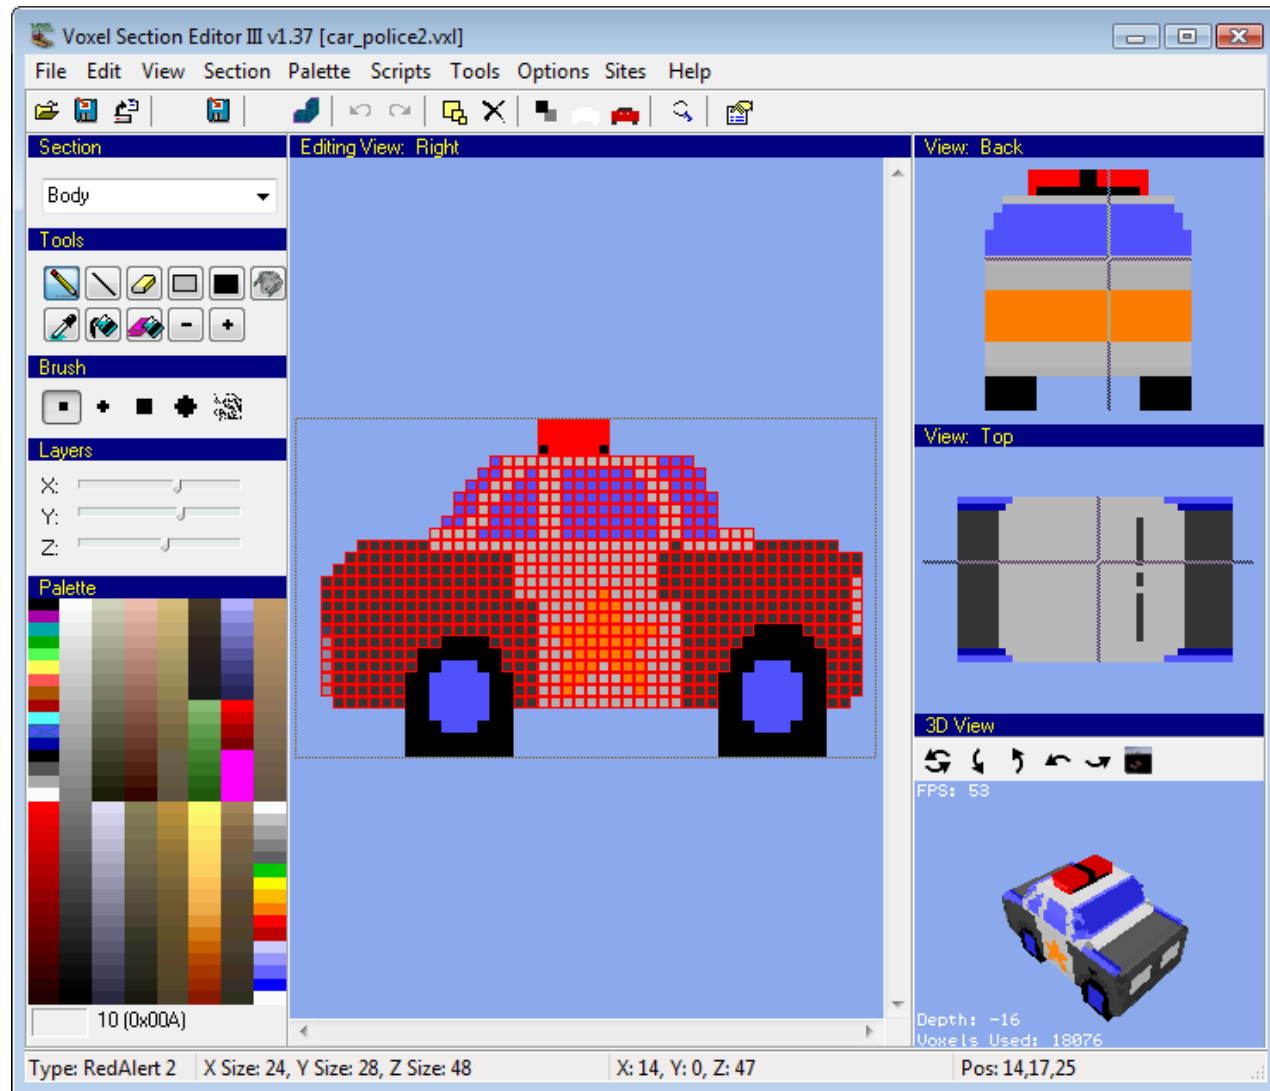 Voxel Section Editor III v1.37 [car_police2.vxl]
File Edit View Section Palette Scripts Tools Options Sites Help
Section
Body
Tools
Brush
Layers
X:
Y:
Z:
Palette
10 (0x00A)
Editing View: Right
View: Back
View: Top
3D View
FPS: 53
Depth: -16
Voxels Used: 18076
Type: RedAlert 2 X Size: 24, Y Size: 28, Z Size: 48 X: 14, Y: 0, Z: 47 Pos: 14,17,25